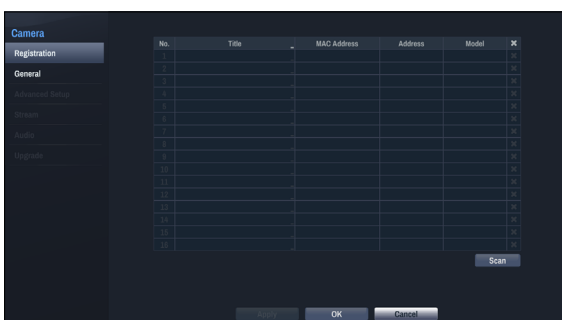 Camera
Registration
General
Advanced Setup
Stream
Audio
Upgrade
No. Title MAC Address Address Model ✖
1
2
3
4
5
6
7
8
9
10
11
12
13
14
15
16
Scan
Apply OK Cancel